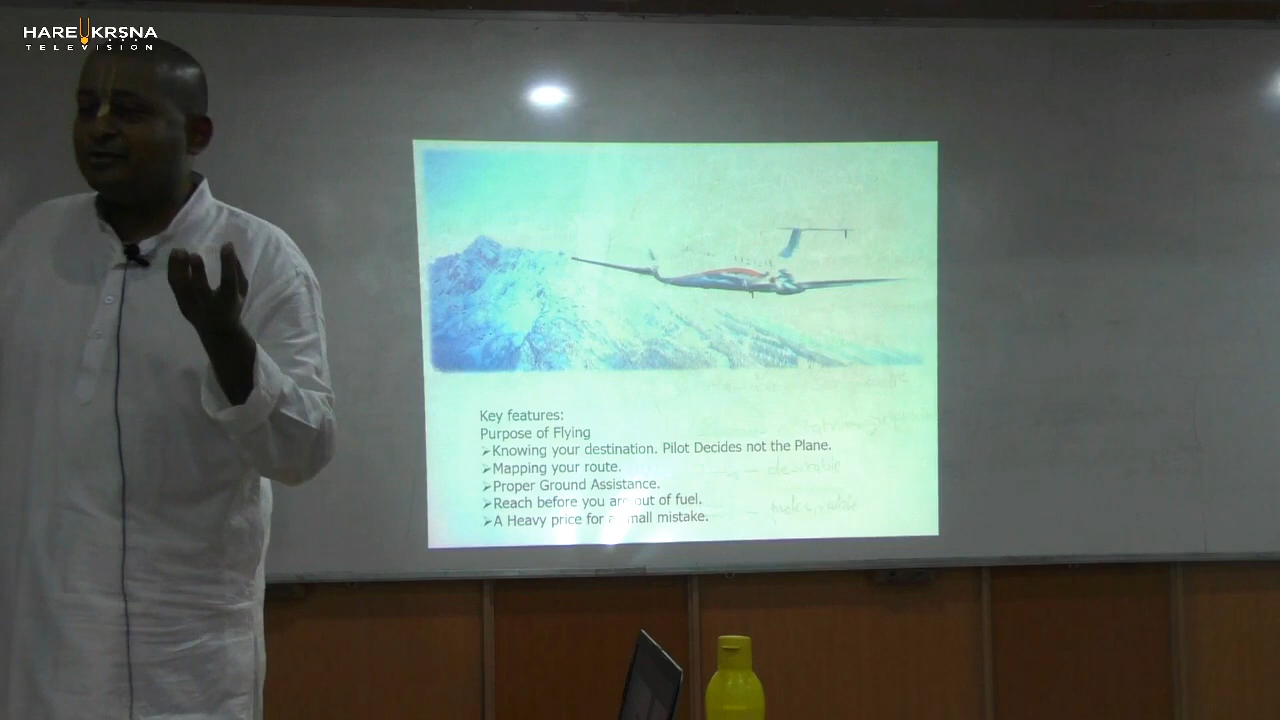 HARE KRSNA
TELEVISION
Key features:
Purpose of Flying
➢Knowing your destination. Pilot Decides not the Plane.
➢Mapping your route.
➢Proper Ground Assistance.
➢Reach before you are out of fuel.
➢A Heavy price for a small mistake.
desirable